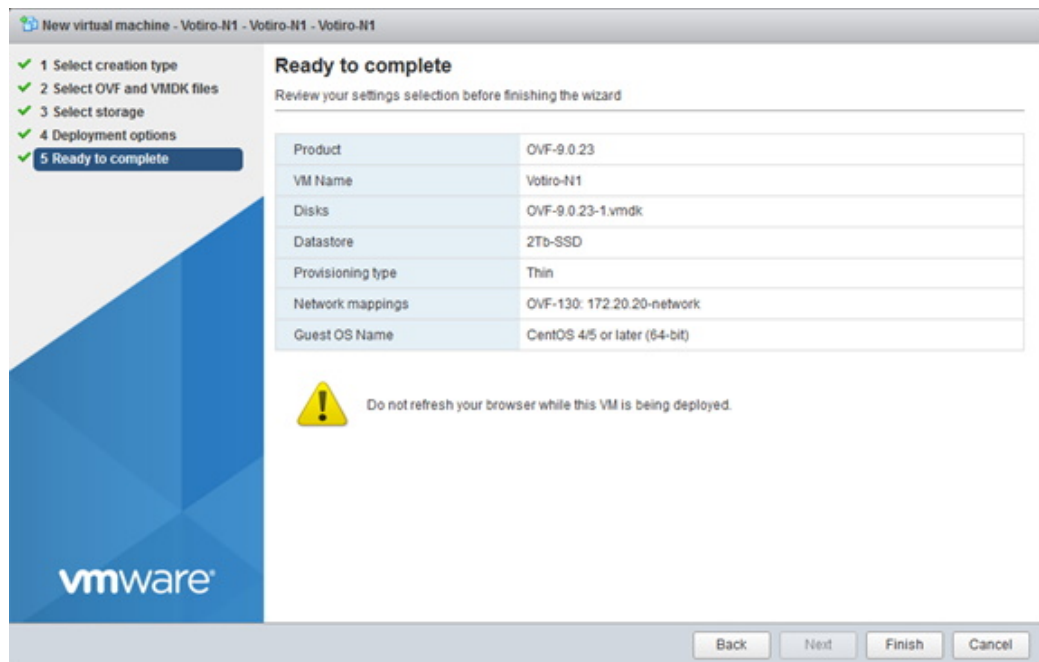 New virtual machine - Votiro-N1 - Votiro-N1 - Votiro-N1
1 Select creation type
2 Select OVF and VMDK files
3 Select storage
4 Deployment options
5 Ready to complete
Ready to complete
Review your settings selection before finishing the wizard
Product OVF-9.0.23
VM Name Votiro-N1
Disks OVF-9.0.23-1.vmdk
Datastore 2Tb-SSD
Provisioning type Thin
Network mappings OVF-130: 172.20.20-network
Guest OS Name CentOS 4/5 or later (64-bit)
Do not refresh your browser while this VM is being deployed.
vmware
Back Next Finish Cancel